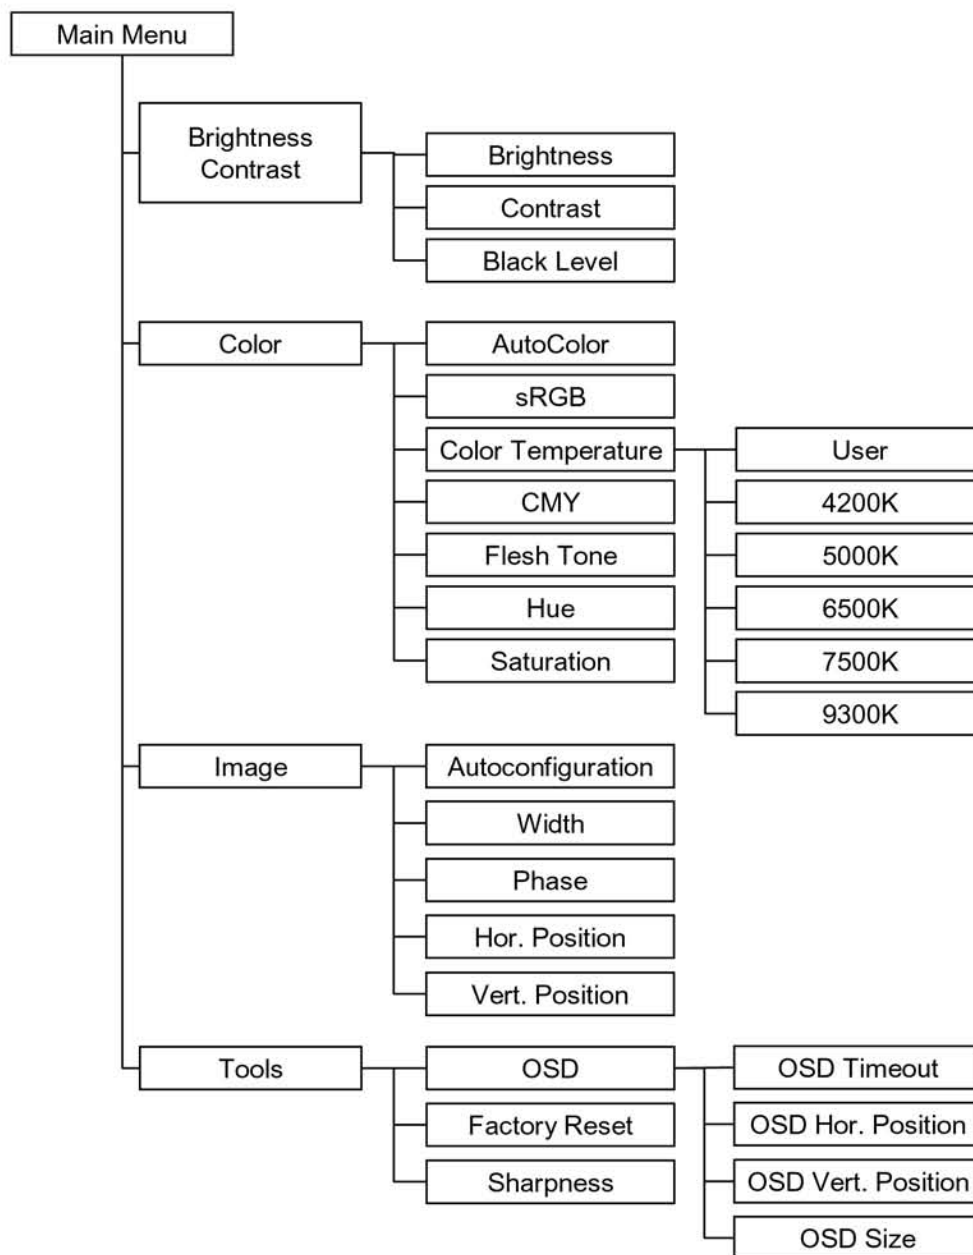 Main Menu
Brightness
Contrast
Brightness
Contrast
Black Level
Color
AutoColor
sRGB
Color Temperature
User
CMY
4200K
Flesh Tone
5000K
Hue
6500K
Saturation
7500K
9300K
Image
Autoconfiguration
Width
Phase
Hor. Position
Vert. Position
Tools
OSD
OSD Timeout
Factory Reset
OSD Hor. Position
Sharpness
OSD Vert. Position
OSD Size